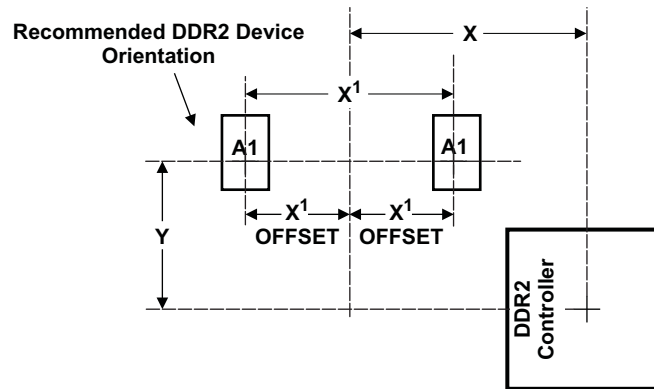 Recommended DDR2 Device
Orientation
X
X¹
A1
A1
X¹
OFFSET
X¹
OFFSET
Y
DDR2
Controller